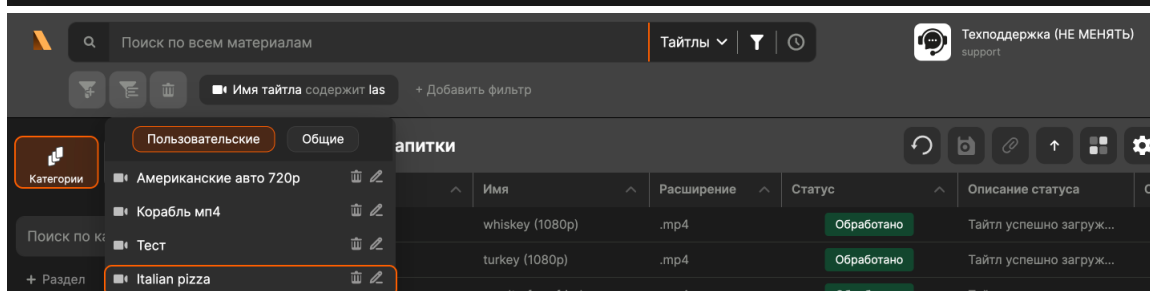 Поиск по всем материалам
Тайтлы
Техподдержка (НЕ МЕНЯТЬ)
support
Имя тайтла содержит las
+ Добавить фильтр
Пользовательские
Общие
апитки
Категории
Американские авто 720р
Корабль мп4
Тест
Italian pizza
Поиск по ка
+ Раздел
Имя
Расширение
Статус
Описание статуса
whiskey (1080p)
.mp4
Обработано
Тайтл успешно загруж...
turkey (1080p)
.mp4
Обработано
Тайтл успешно загруж...